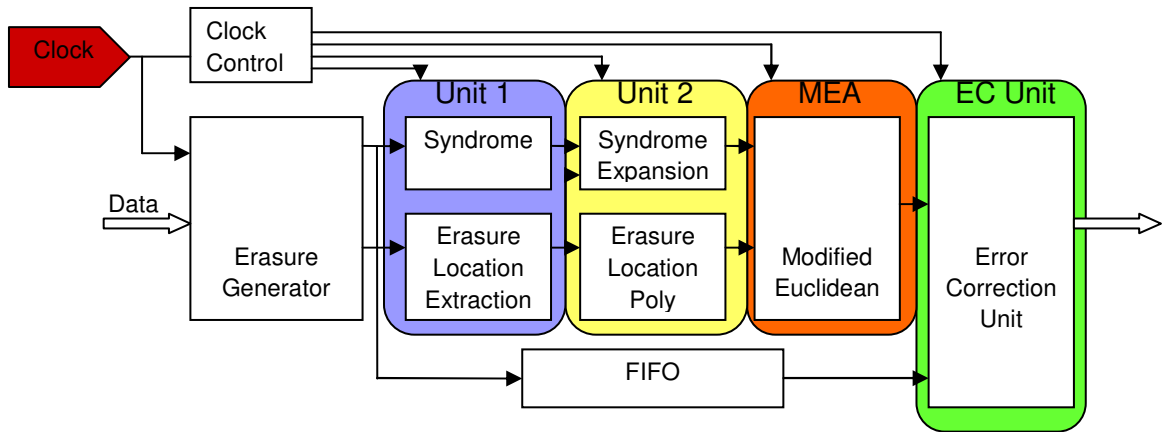 Clock
Clock
Control
Unit 1
Unit 2
MEA
EC Unit
Syndrome
Syndrome
Expansion
Data
Erasure
Generator
Erasure
Location
Extraction
Erasure
Location
Poly
Modified
Euclidean
Error
Correction
Unit
FIFO